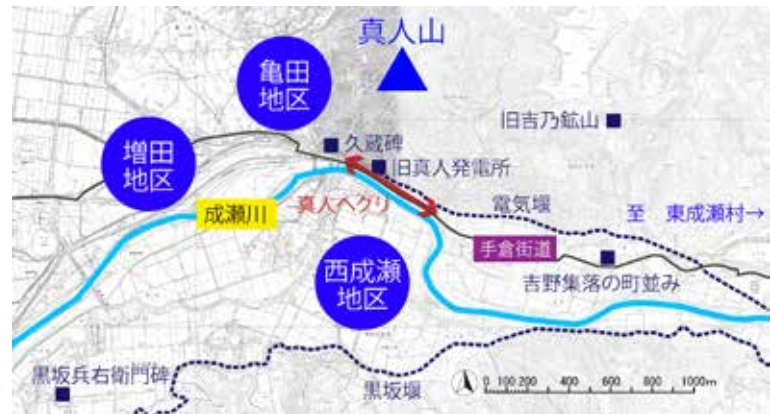 真人山
亀田
地区
旧吉乃鉱山
久蔵碑
増田
地区
旧真人発電所
電気堰
真人ヘグリ
成瀬川
至 東成瀬村→
手倉街道
西成瀬
地区
吉野集落の町並み
黒坂兵右衛門碑
黒坂堰
0 100 200 400 600 800 1000m